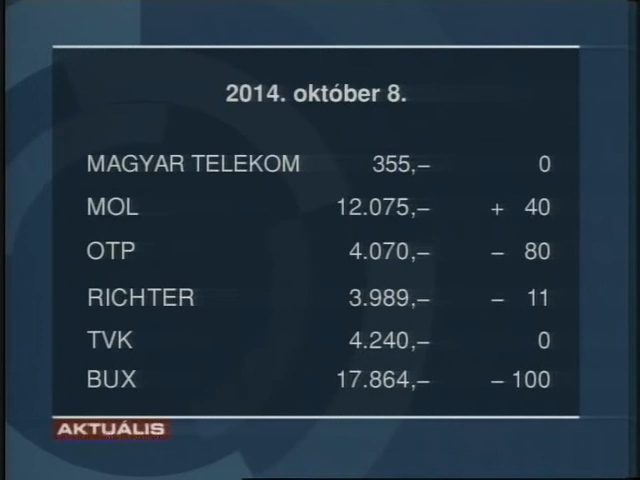 2014. október 8.
MAGYAR TELEKOM 355,– 0
MOL 12.075,– + 40
OTP 4.070,– – 80
RICHTER 3.989,– – 11
TVK 4.240,– 0
BUX 17.864,– – 100
AKTUÁLIS